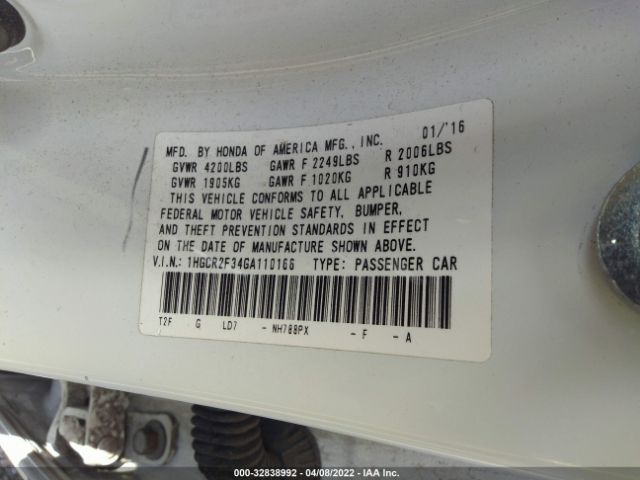 01/'16
MFD. BY HONDA OF AMERICA MFG., INC.
GVWR 4200LBS GAWR F 2249LBS R 2006LBS
GVWR 1905KG GAWR F 1020KG R 910KG
THIS VEHICLE CONFORMS TO ALL APPLICABLE
FEDERAL MOTOR VEHICLE SAFETY, BUMPER,
AND THEFT PREVENTION STANDARDS IN EFFECT
ON THE DATE OF MANUFACTURE SHOWN ABOVE.
V.I.N.: 1HGCR2F34GA110166 TYPE: PASSENGER CAR
T2F G LD7 - NH788PX - F - A
000-32838992 - 04/08/2022 - IAA Inc.